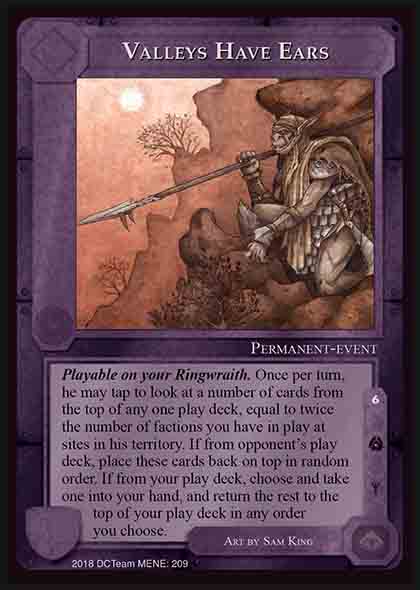 Valleys Have Ears
Permanent-event
Playable on your Ringwraith. Once per turn,
he may tap to look at a number of cards from
the top of any one play deck, equal to twice
the number of factions you have in play at
sites in his territory. If from opponent's play
deck, place these cards back on top in random
order. If from your play deck, choose and take
one into your hand, and return the rest to the
top of your play deck in any order
you choose.
6
Art by Sam King
2018 DCTeam MENE: 209